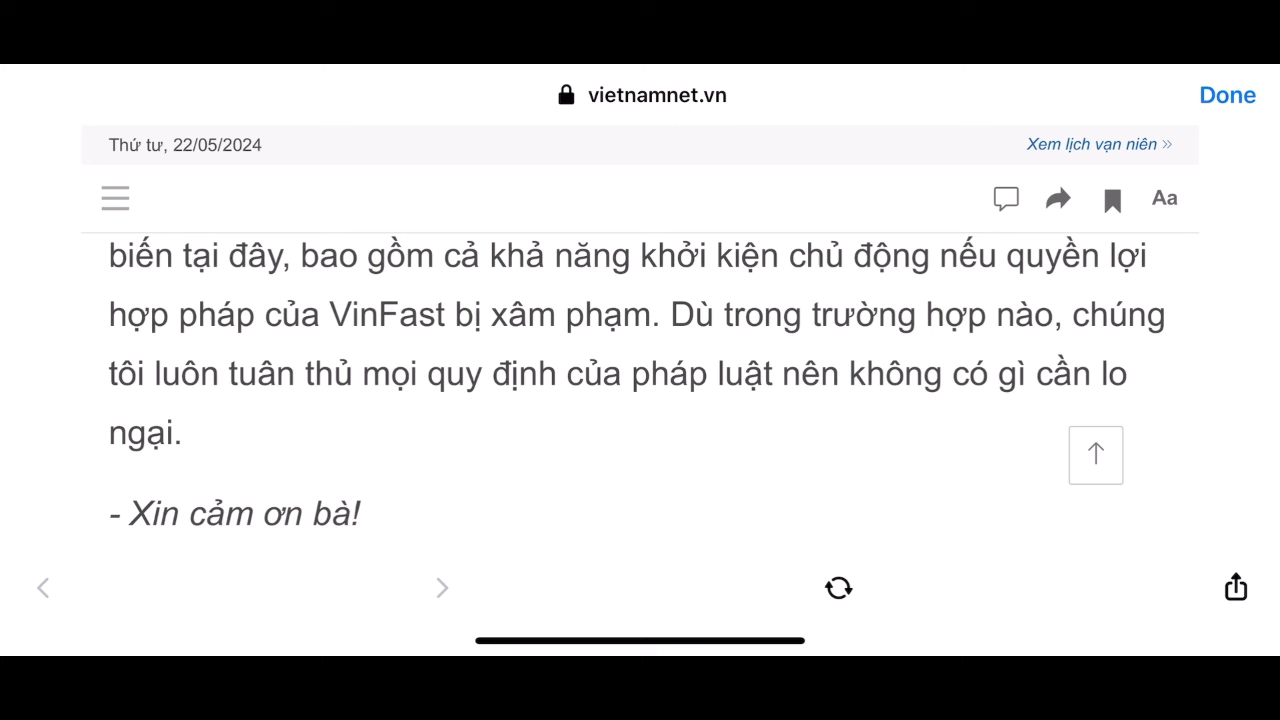 vietnamnet.vn
Done
Thứ tư, 22/05/2024
Xem lịch vạn niên »
Aa
biến tại đây, bao gồm cả khả năng khởi kiện chủ động nếu quyền lợi
hợp pháp của VinFast bị xâm phạm. Dù trong trường hợp nào, chúng
tôi luôn tuân thủ mọi quy định của pháp luật nên không có gì cần lo
ngại.
- Xin cảm ơn bà!